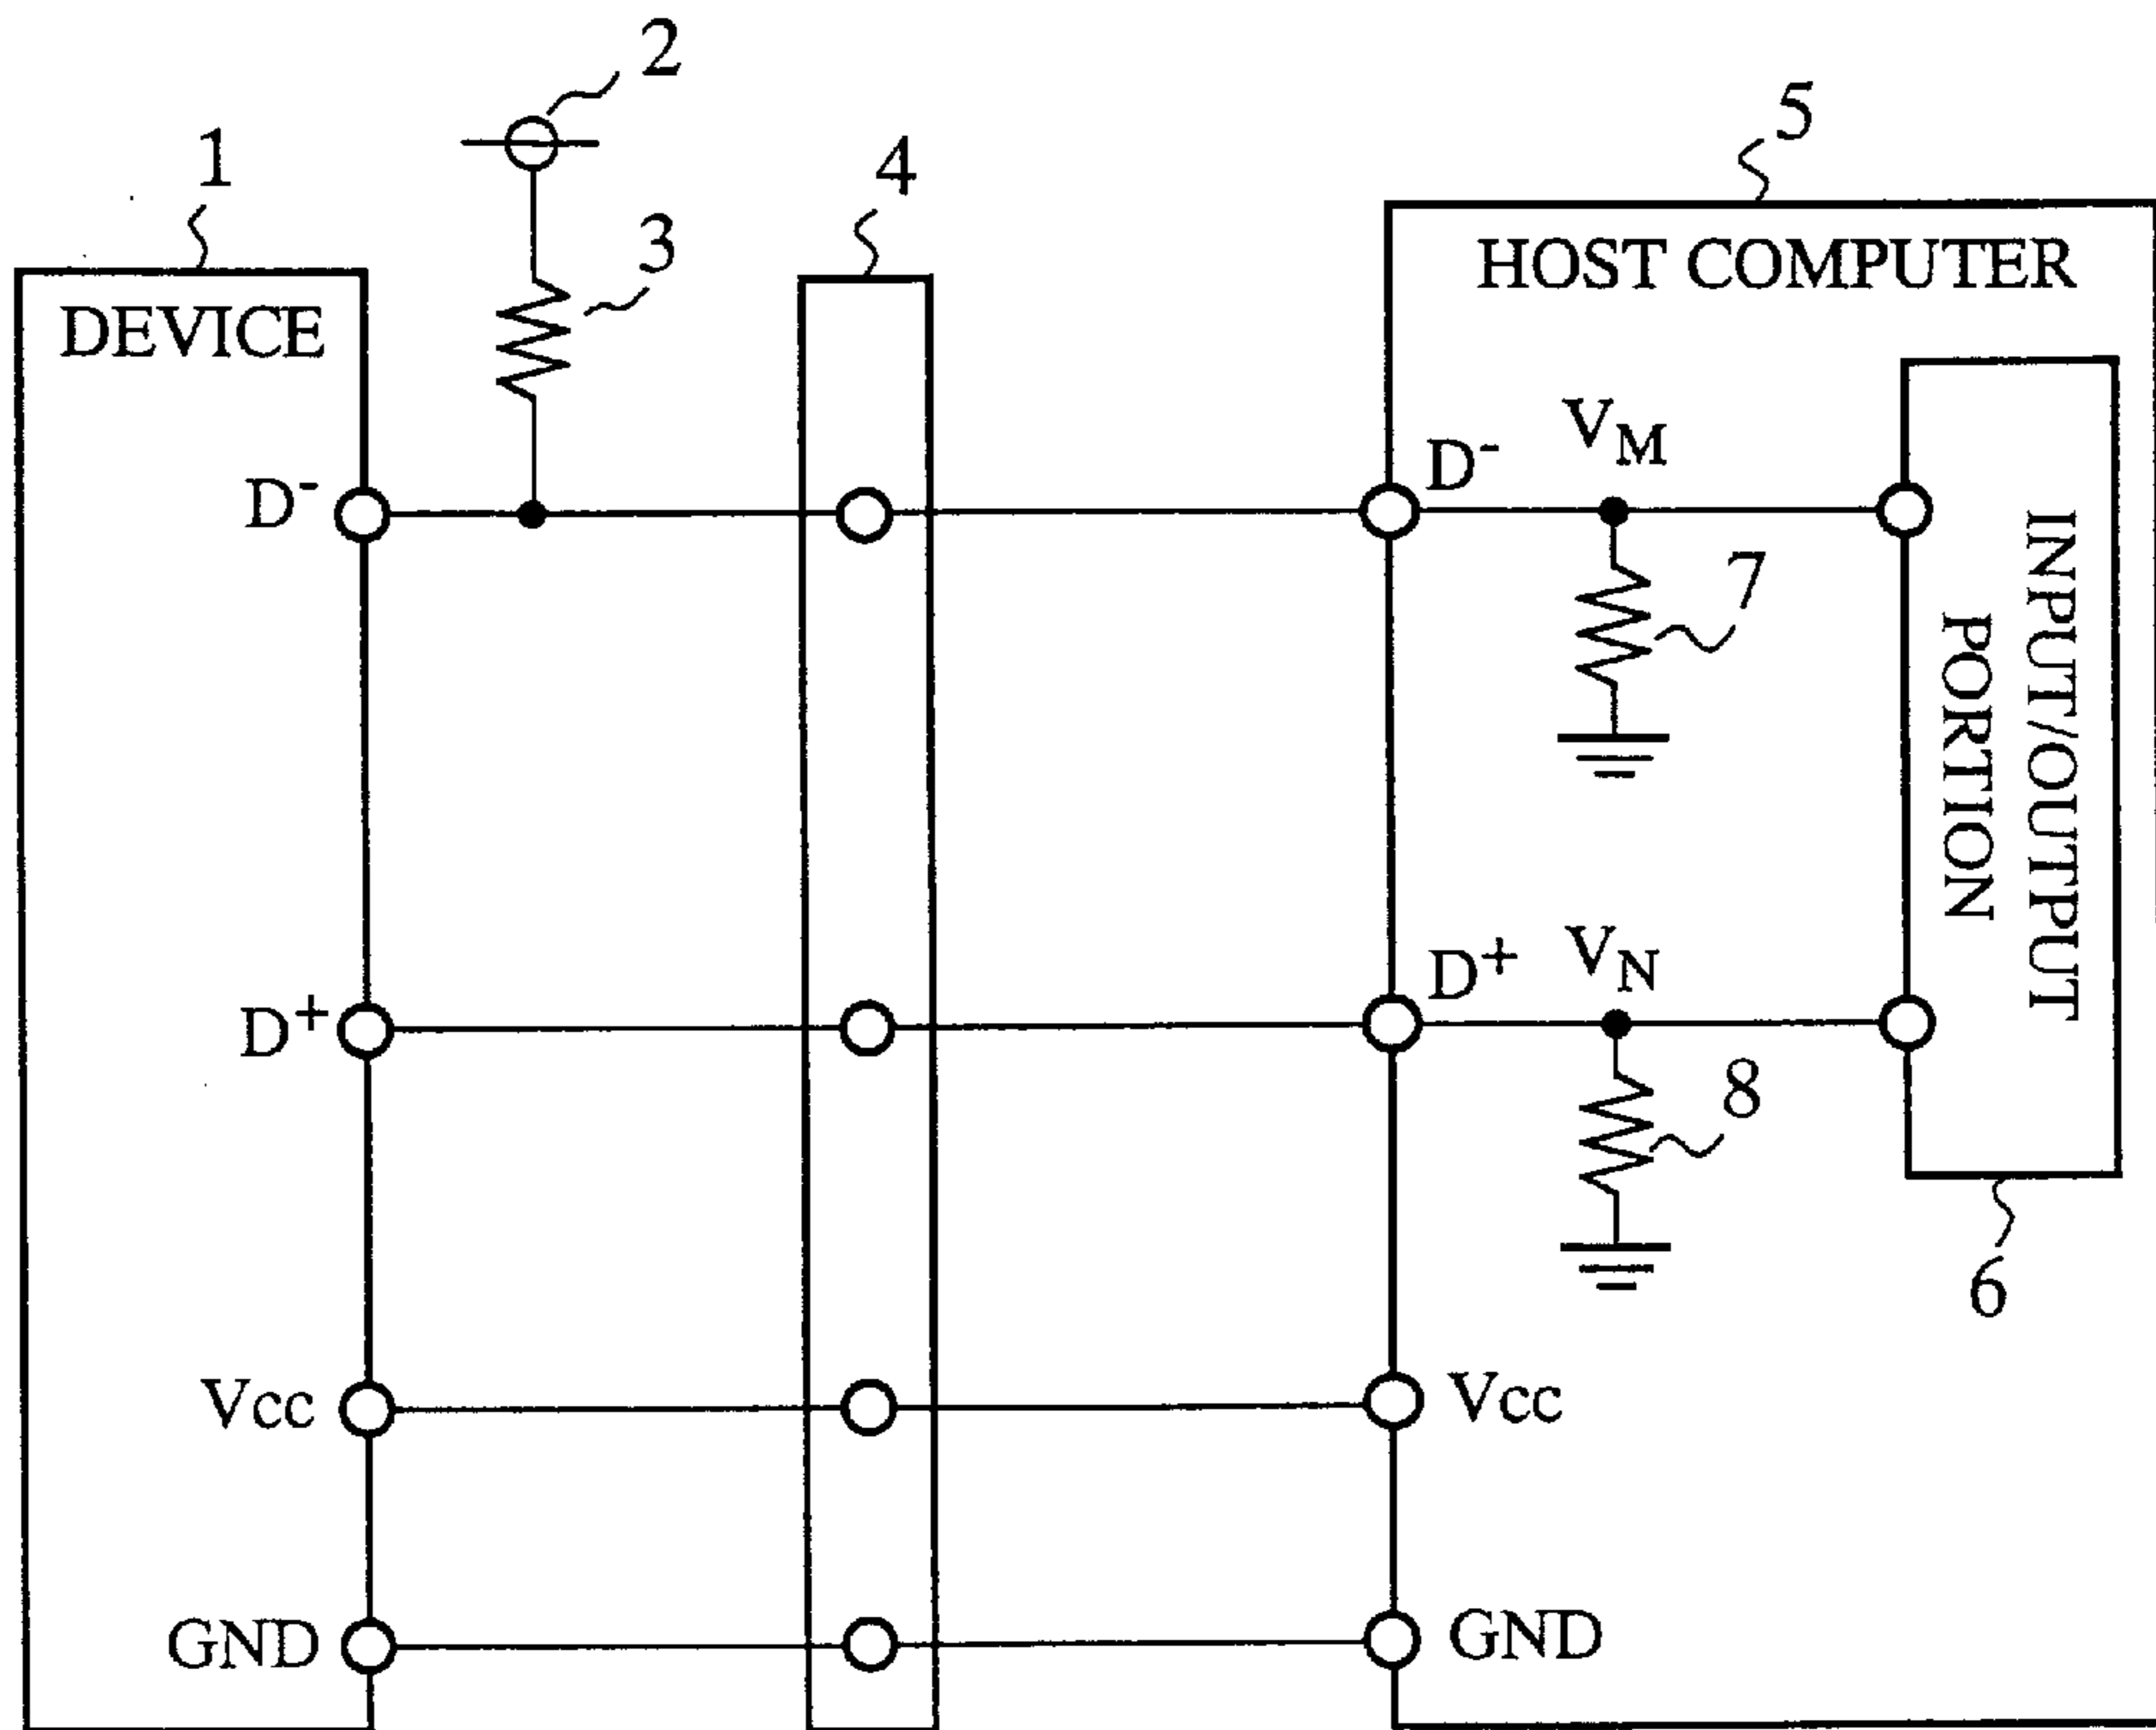 2
1
3
4
5
DEVICE
HOST COMPUTER
D-
D-
VM
7
INPUT/OUTPUT
PORTION
D+
D+
VN
8
6
Vcc
Vcc
GND
GND